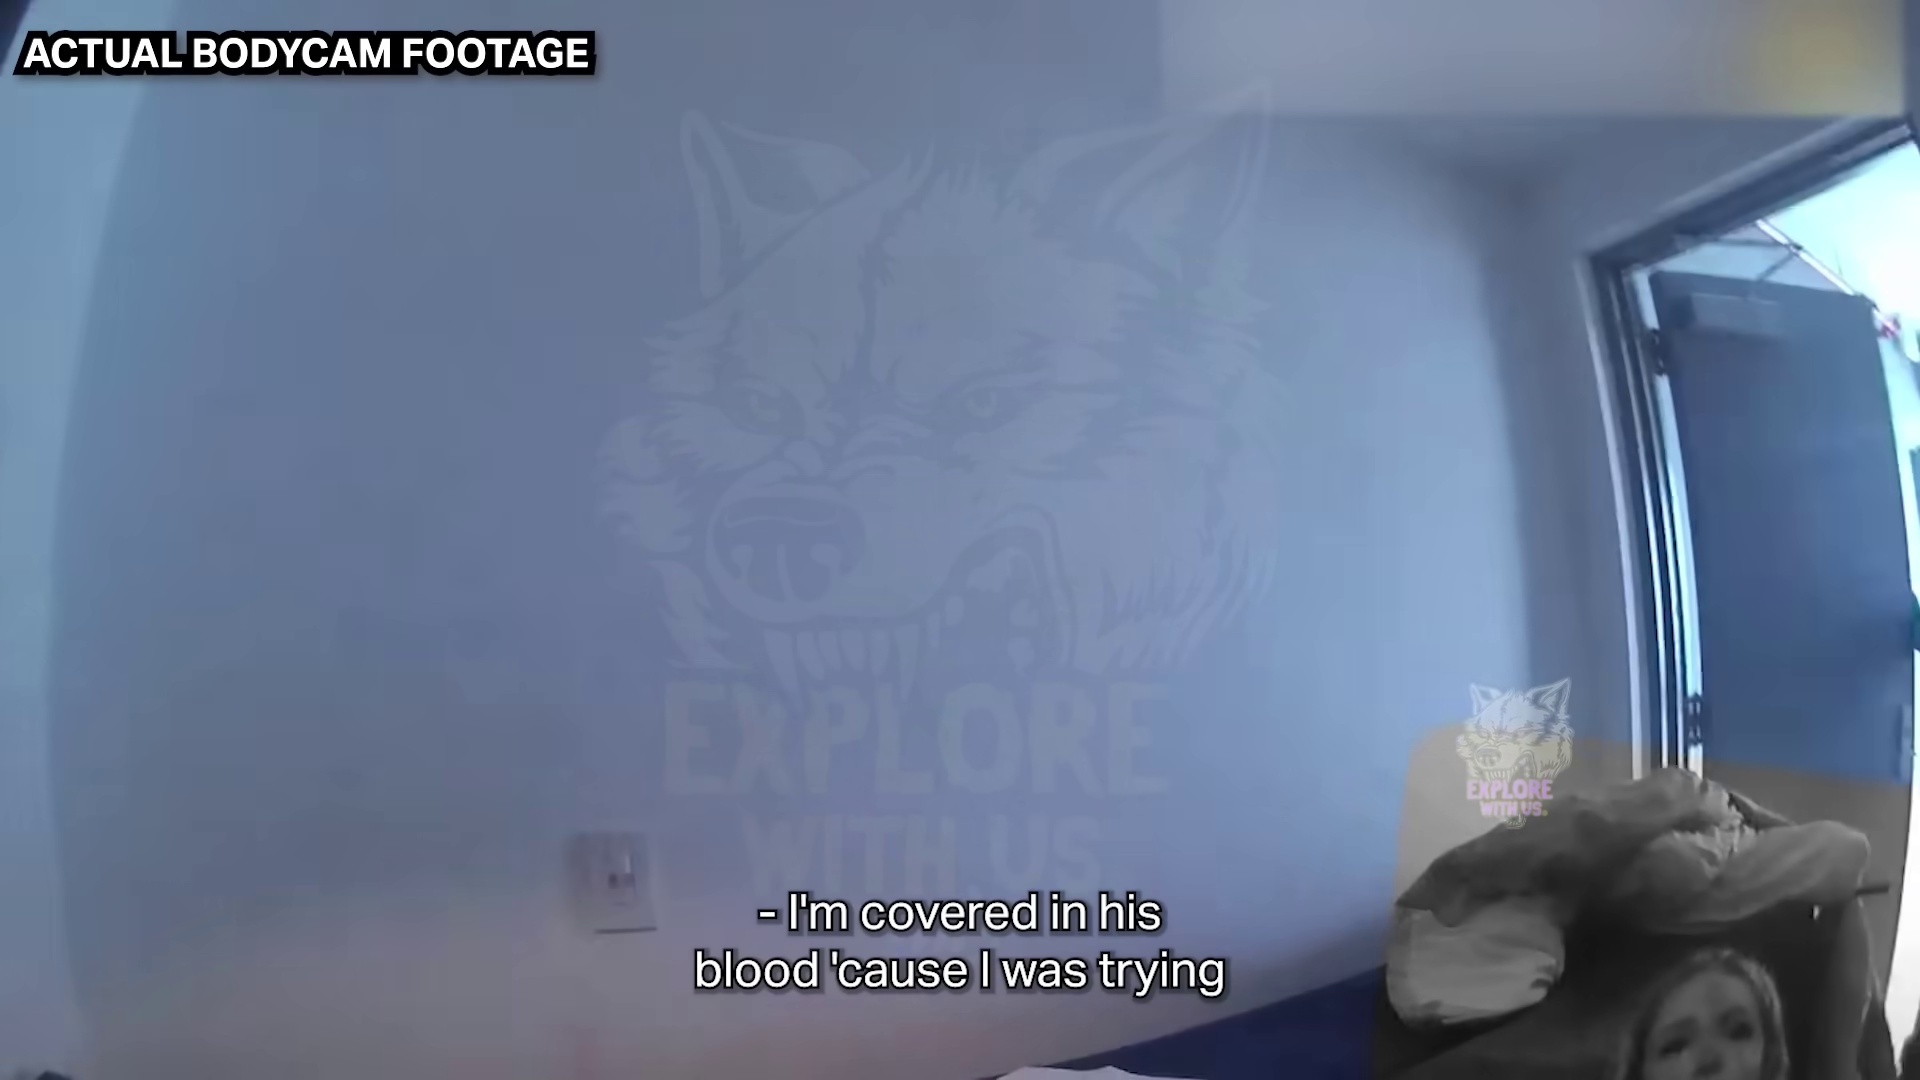 ACTUAL BODYCAM FOOTAGE
EXPLORE
WITH US
EXPLORE
WITH US.
- I'm covered in his
blood 'cause I was trying